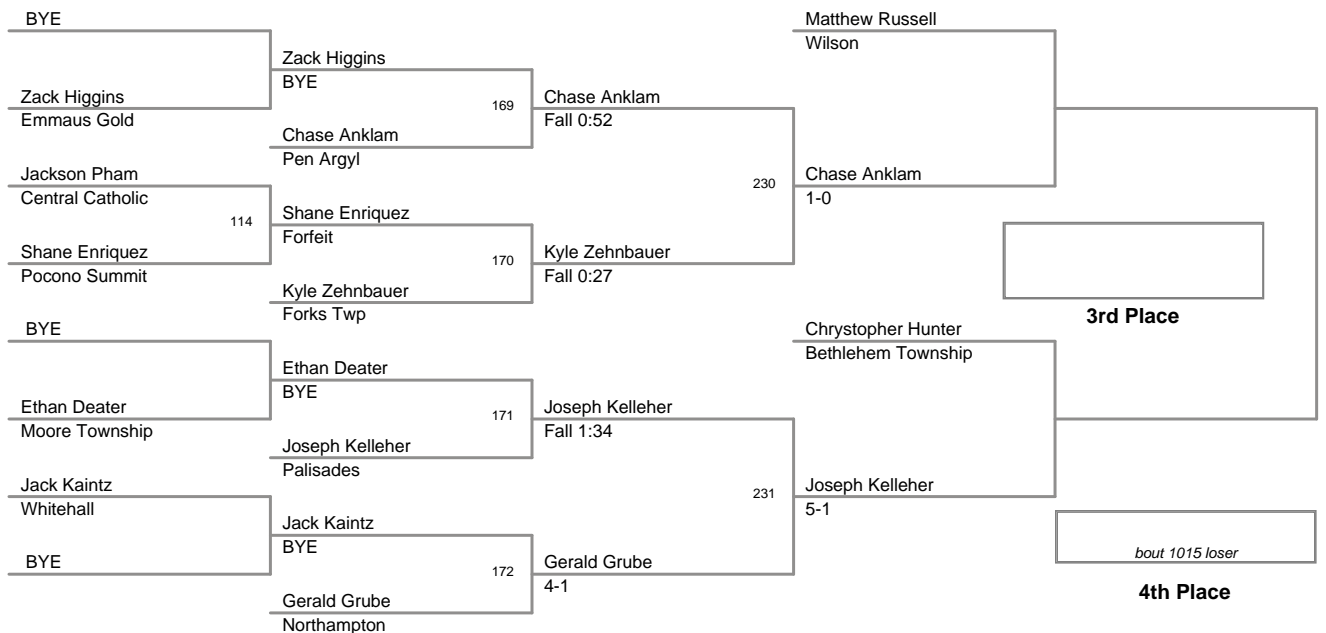 BYE
Matthew Russell
Wilson
Zack Higgins
BYE
Zack Higgins
Emmaus Gold
169
Chase Anklam
Fall 0:52
Chase Anklam
Pen Argyl
Jackson Pham
Central Catholic
230
Chase Anklam
1-0
114
Shane Enriquez
Forfeit
Shane Enriquez
Pocono Summit
170
Kyle Zehnbauer
Fall 0:27
Kyle Zehnbauer
Forks Twp
3rd Place
BYE
Chrystopher Hunter
Bethlehem Township
Ethan Deater
BYE
Ethan Deater
Moore Township
171
Joseph Kelleher
Fall 1:34
Joseph Kelleher
Palisades
Jack Kaintz
Whitehall
231
Joseph Kelleher
5-1
Jack Kaintz
BYE
BYE
172
Gerald Grube
4-1
bout 1015 loser
4th Place
Gerald Grube
Northampton